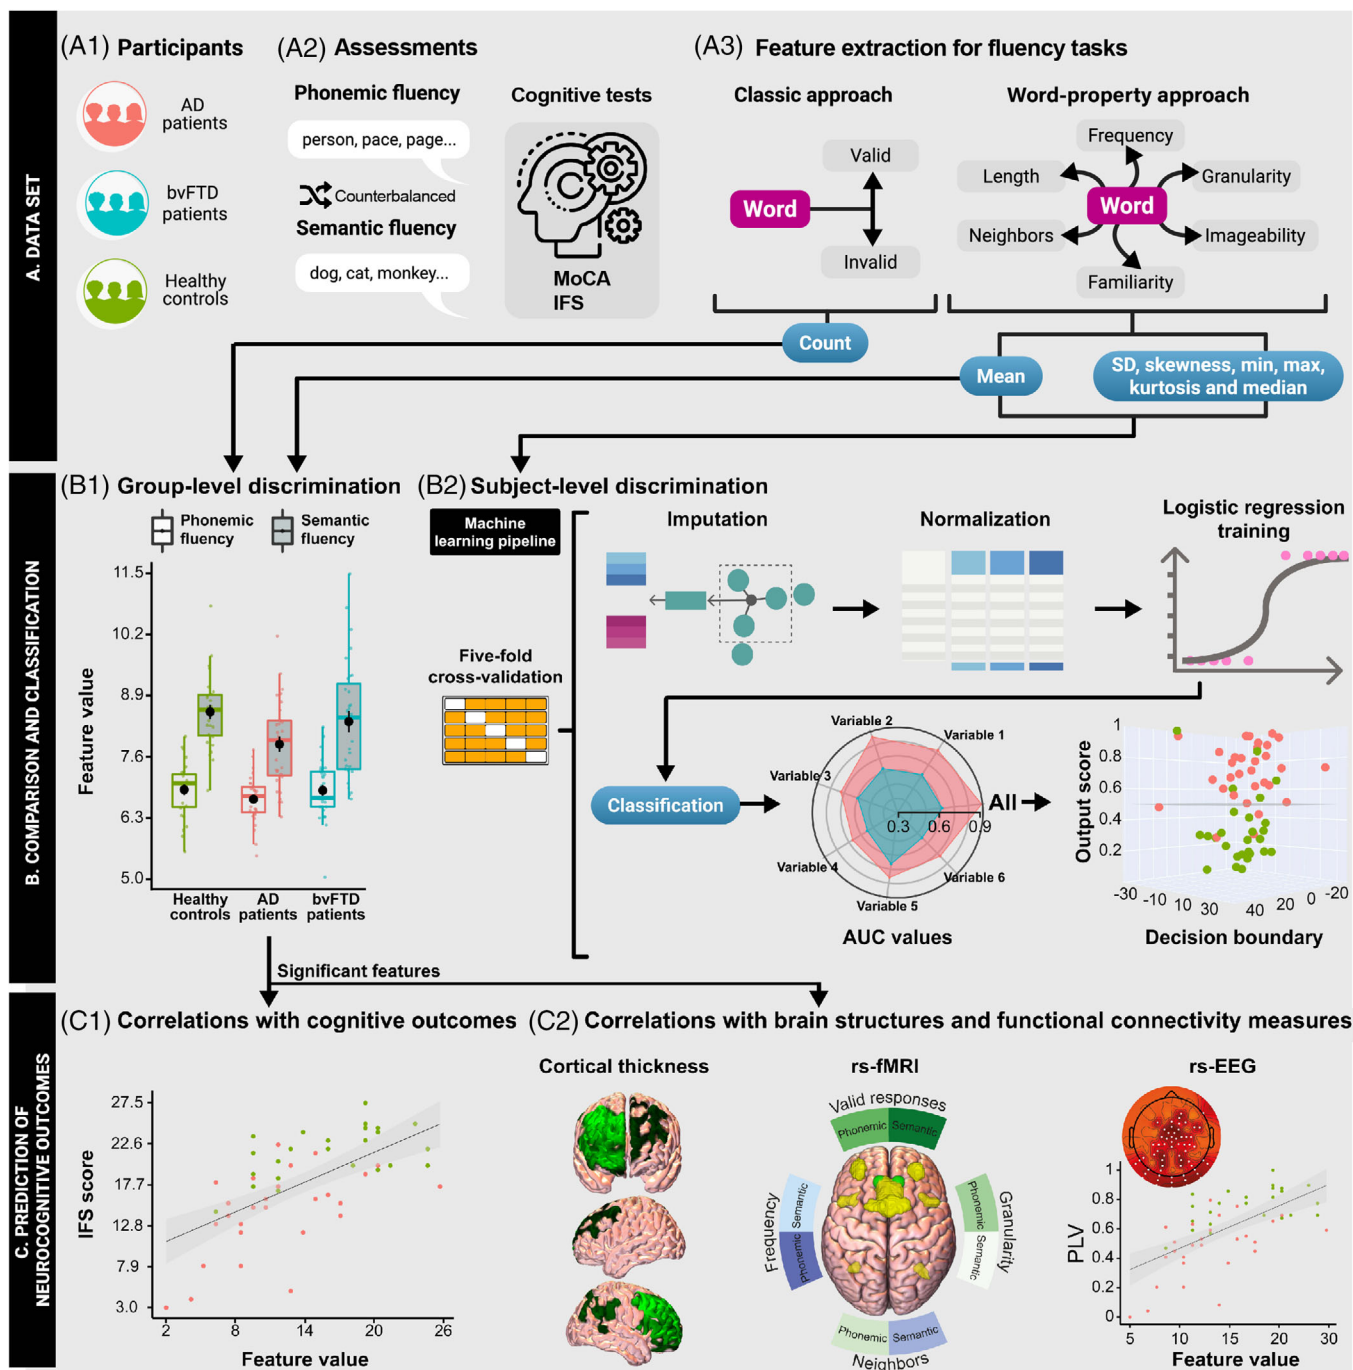 A. DATA SET
(A1) Participants
AD
patients
bvFTD
patients
Healthy
controls
(A2) Assessments
Phonemic fluency
person, pace, page...
Counterbalanced
Semantic fluency
dog, cat, monkey...
Cognitive tests
MoCA
IFS
(A3) Feature extraction for fluency tasks
Classic approach
Valid
Word
Invalid
Word-property approach
Frequency
Length
Granularity
Word
Neighbors
Imageability
Familiarity
Count
Mean
SD, skewness, min, max,
kurtosis and median
B. COMPARISON AND CLASSIFICATION
(B1) Group-level discrimination
Phonemic
fluency
Semantic
fluency
Feature value
11.5
10.2
8.9
7.6
6.3
5.0
Healthy
controls
AD
patients
bvFTD
patients
Significant features
(B2) Subject-level discrimination
Machine
learning pipeline
Five-fold
cross-validation
Imputation
Normalization
Logistic regression
training
Classification
Variable 2
Variable 1
Variable 3
All
0.3 0.6 0.9
Variable 4
Variable 6
Variable 5
AUC values
Output score
1
0.8
0.6
0.4
0.2
-30 -10 10 30
40 20 0 -20
Decision boundary
C. PREDICTION OF
NEUROCOGNITIVE OUTCOMES
(C1) Correlations with cognitive outcomes
IFS score
27.5
22.6
17.7
12.8
7.9
3.0
2 8 14 20 26
Feature value
(C2) Correlations with brain structures and functional connectivity measures
Cortical thickness
rs-fMRI
Valid responses
Phonemic Semantic
Frequency
Semantic
Phonemic
Granularity
Phonemic
Semantic
Phonemic Semantic
Neighbors
rs-EEG
PLV
1
0.8
0.6
0.4
0.2
0
5 10 20 20 30
Feature value